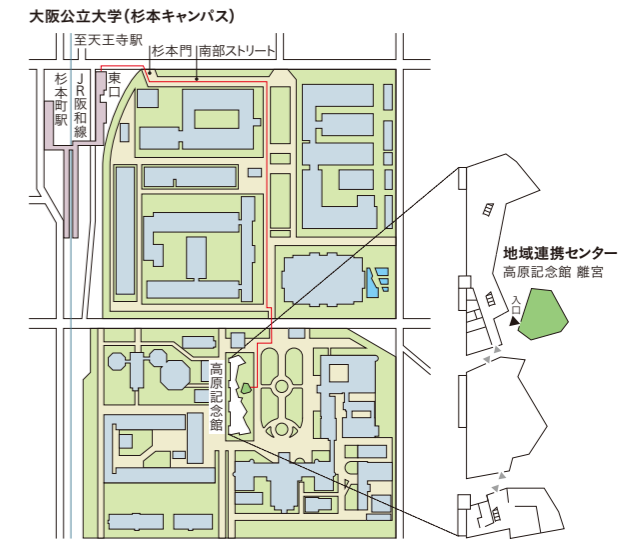 大阪公立大学(杉本キャンパス)
至天王寺駅
杉本門
南部ストリート
東口
JR阪和線
杉本町駅
地域連携センター
高原記念館 離宮
入口
高原記念館